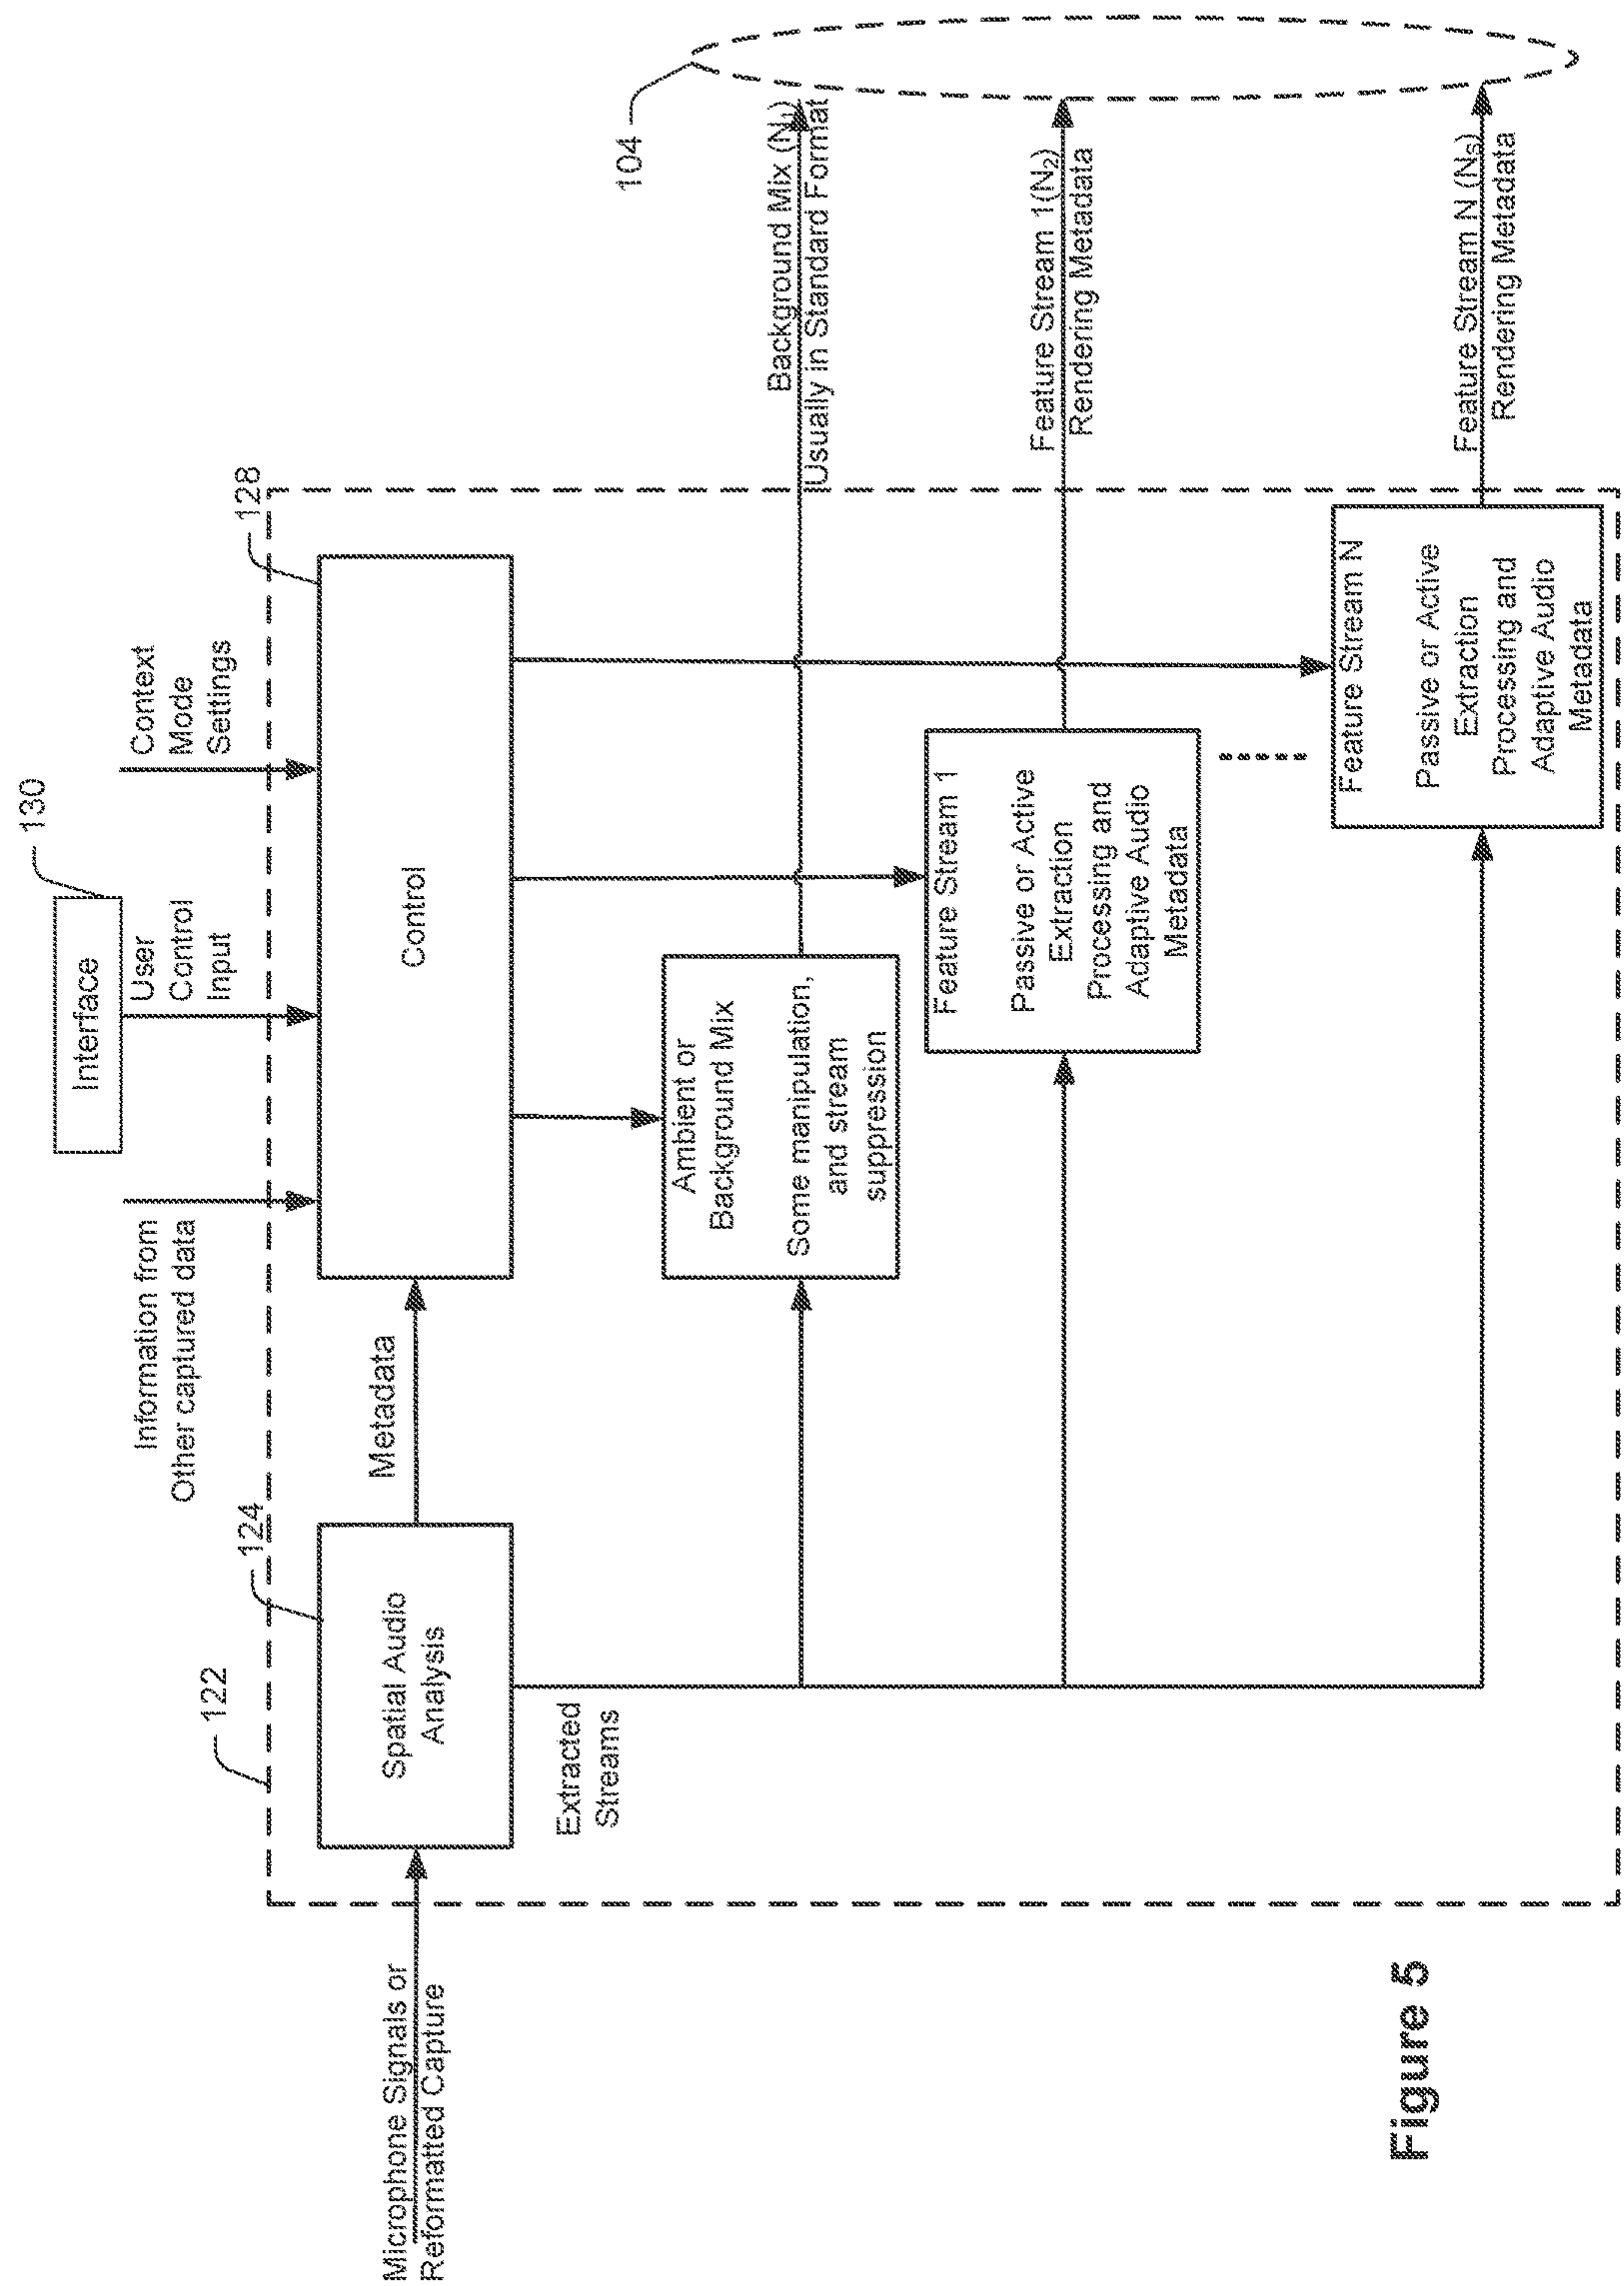 130
Interface
Information from
Other captured data
User
Control
Input
Context
Mode
Settings
122
124
128
104
Microphone Signals or
Reformatted Capture
Spatial Audio
Analysis
Metadata
Control
Extracted
Streams
Ambient or
Background Mix
Some manipulation,
and stream
suppression
Background Mix (N₁)
Usually in Standard Format
Feature Stream 1
Passive or Active
Extraction
Processing and
Adaptive Audio
Metadata
Feature Stream 1(N₂)
Rendering Metadata
Feature Stream N
Passive or Active
Extraction
Processing and
Adaptive Audio
Metadata
Feature Stream N (N₃)
Rendering Metadata
Figure 5